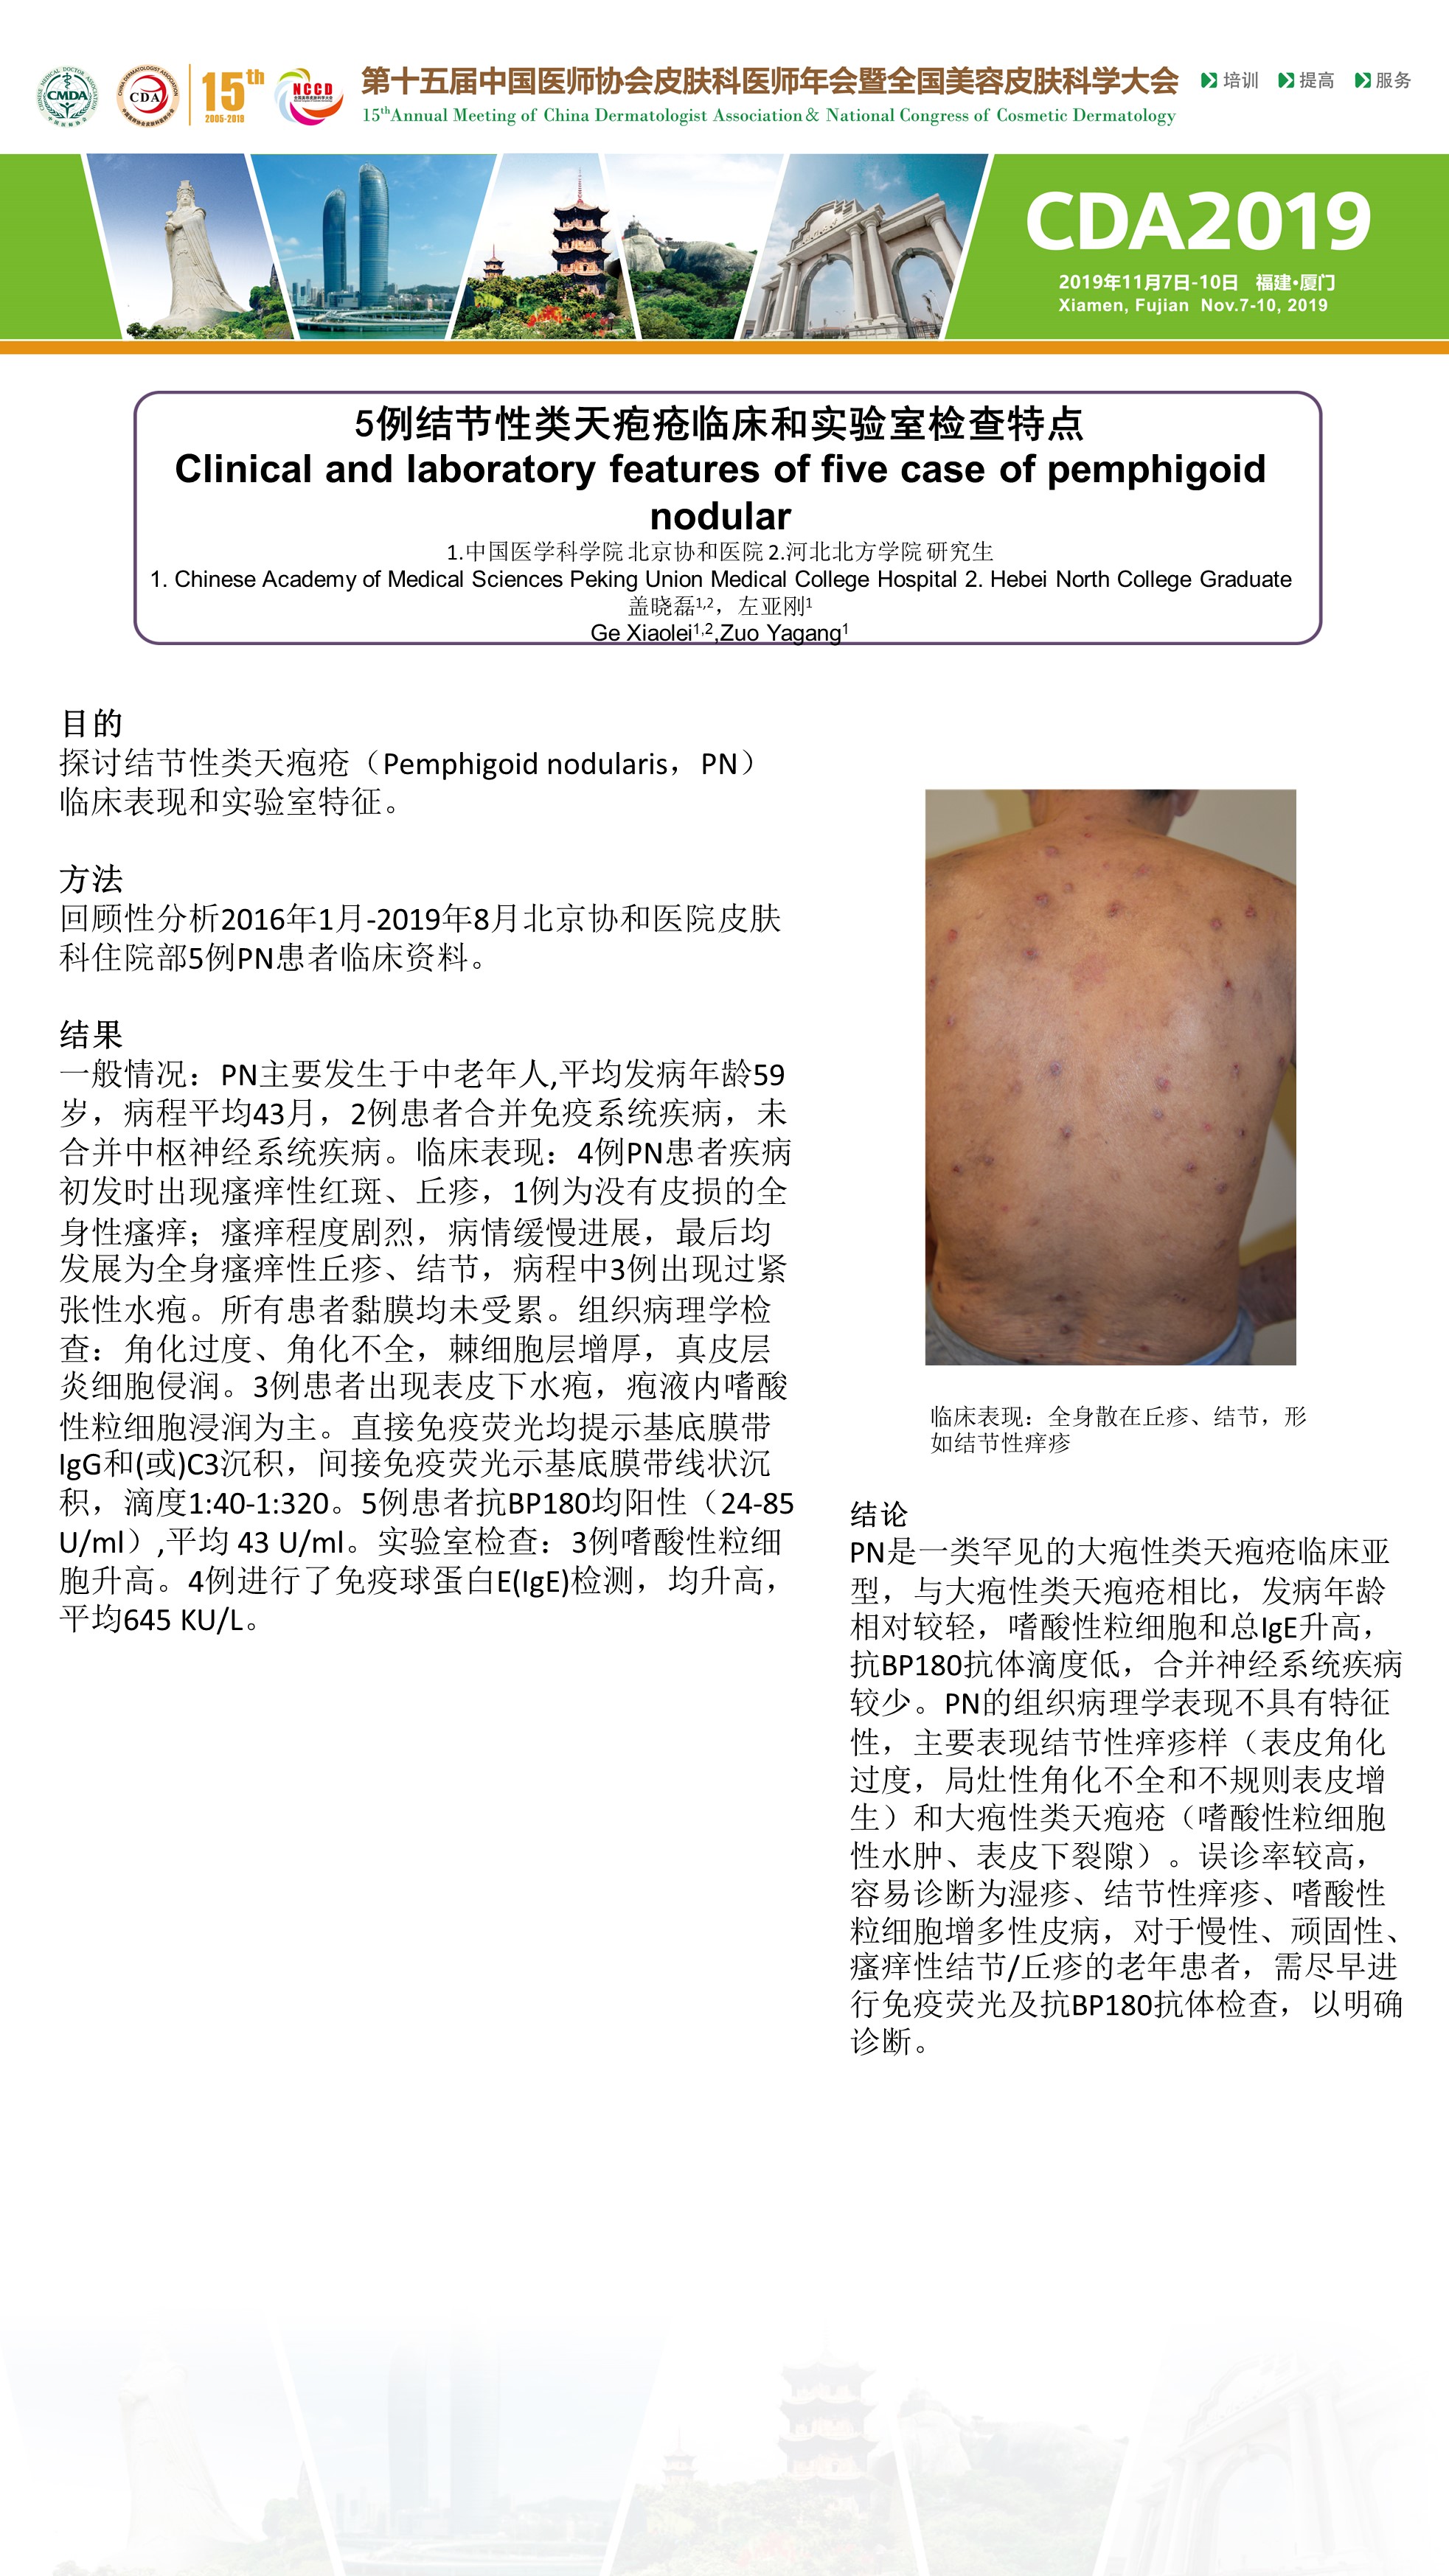 CMDA
CHINESE MEDICAL DOCTOR ASSOCIATION
中国医师协会
CDA
CHINA DERMATOLOGIST ASSOCIATION
15th
2005-2019
NCCD
第十五届中国医师协会皮肤科医师年会暨全国美容皮肤科学大会
15thAnnual Meeting of China Dermatologist Association& National Congress of Cosmetic Dermatology
培训 提高 服务
CDA2019
2019年11月7日-10日 福建•厦门
Xiamen, Fujian Nov.7-10, 2019
5例结节性类天疱疮临床和实验室检查特点
Clinical and laboratory features of five case of pemphigoid
nodular
1.中国医学科学院 北京协和医院 2.河北北方学院 研究生
1. Chinese Academy of Medical Sciences Peking Union Medical College Hospital 2. Hebei North College Graduate
盖晓磊1,2，左亚刚1
Ge Xiaolei1,2,Zuo Yagang1
目的
探讨结节性类天疱疮（Pemphigoid nodularis，PN）
临床表现和实验室特征。
方法
回顾性分析2016年1月-2019年8月北京协和医院皮肤
科住院部5例PN患者临床资料。
结果
一般情况：PN主要发生于中老年人,平均发病年龄59
岁，病程平均43月，2例患者合并免疫系统疾病，未
合并中枢神经系统疾病。临床表现：4例PN患者疾病
初发时出现瘙痒性红斑、丘疹，1例为没有皮损的全
身性瘙痒；瘙痒程度剧烈，病情缓慢进展，最后均
发展为全身瘙痒性丘疹、结节，病程中3例出现过紧
张性水疱。所有患者黏膜均未受累。组织病理学检
查：角化过度、角化不全，棘细胞层增厚，真皮层
炎细胞侵润。3例患者出现表皮下水疱，疱液内嗜酸
性粒细胞浸润为主。直接免疫荧光均提示基底膜带
IgG和(或)C3沉积，间接免疫荧光示基底膜带线状沉
积，滴度1:40-1:320。5例患者抗BP180均阳性（24-85
U/ml）,平均 43 U/ml。实验室检查：3例嗜酸性粒细
胞升高。4例进行了免疫球蛋白E(IgE)检测，均升高，
平均645 KU/L。
临床表现：全身散在丘疹、结节，形
如结节性痒疹
结论
PN是一类罕见的大疱性类天疱疮临床亚
型，与大疱性类天疱疮相比，发病年龄
相对较轻，嗜酸性粒细胞和总IgE升高，
抗BP180抗体滴度低，合并神经系统疾病
较少。PN的组织病理学表现不具有特征
性，主要表现结节性痒疹样（表皮角化
过度，局灶性角化不全和不规则表皮增
生）和大疱性类天疱疮（嗜酸性粒细胞
性水肿、表皮下裂隙）。误诊率较高，
容易诊断为湿疹、结节性痒疹、嗜酸性
粒细胞增多性皮病，对于慢性、顽固性、
瘙痒性结节/丘疹的老年患者，需尽早进
行免疫荧光及抗BP180抗体检查，以明确
诊断。